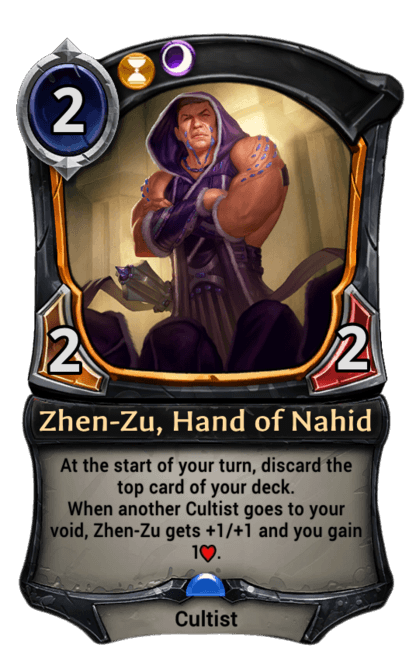 2
2
2
Zhen-Zu, Hand of Nahid
At the start of your turn, discard the
top card of your deck.
When another Cultist goes to your
void, Zhen-Zu gets +1/+1 and you gain
1♥.
Cultist